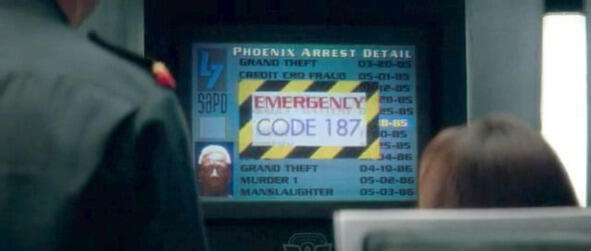 PHOENIX ARREST DETAIL
GRAND THEFT 03-20-85
CREDIT CRD FRAUD 05-01-85
EMERGENCY
CODE 187
SAPD
GRAND THEFT 04-19-86
MURDER 1 05-02-86
MANSLAUGHTER 05-03-86